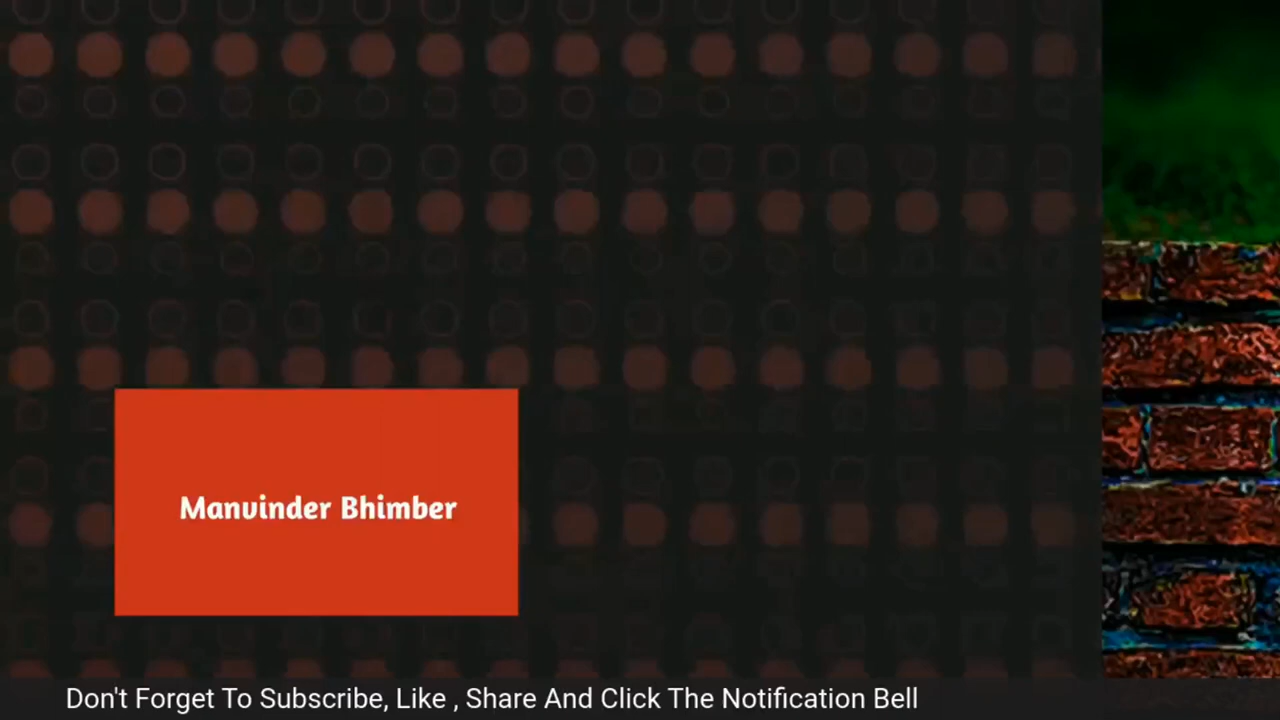 Manvinder Bhimber
Don't Forget To Subscribe, Like , Share And Click The Notification Bell